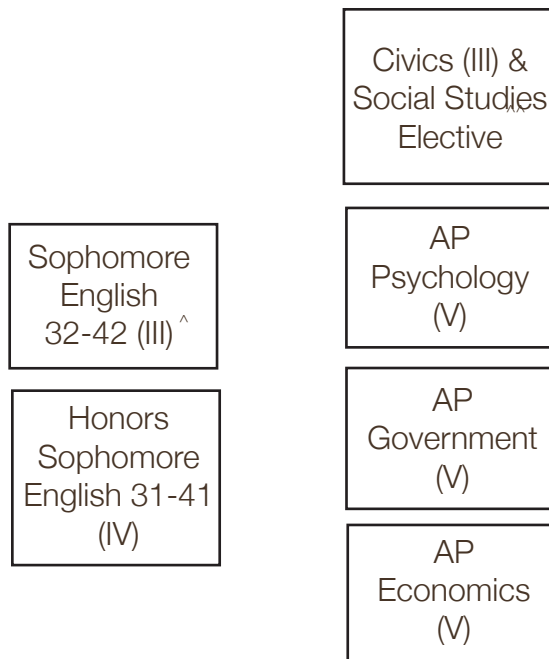 Civics (III) &
Social Studies
Elective ^^
Sophomore
English
32-42 (III) ^
Honors
Sophomore
English 31-41
(IV)
AP
Psychology
(V)
AP
Government
(V)
AP
Economics
(V)